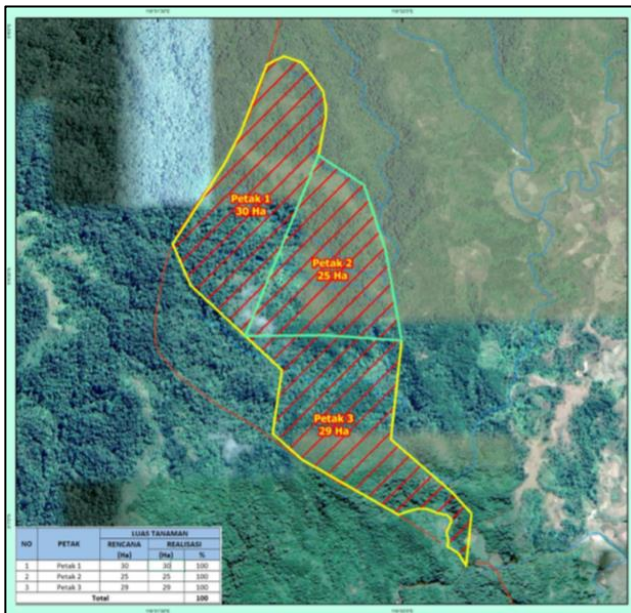 Petak 1
30 Ha
Petak 2
25 Ha
Petak 3
29 Ha
NO PETAK LUAS TANAMAN
RENCANA REALISASI
(Ha) (Ha) %
1 Petak 1 30 30 100
2 Petak 2 25 25 100
3 Petak 3 29 29 100
Total 100